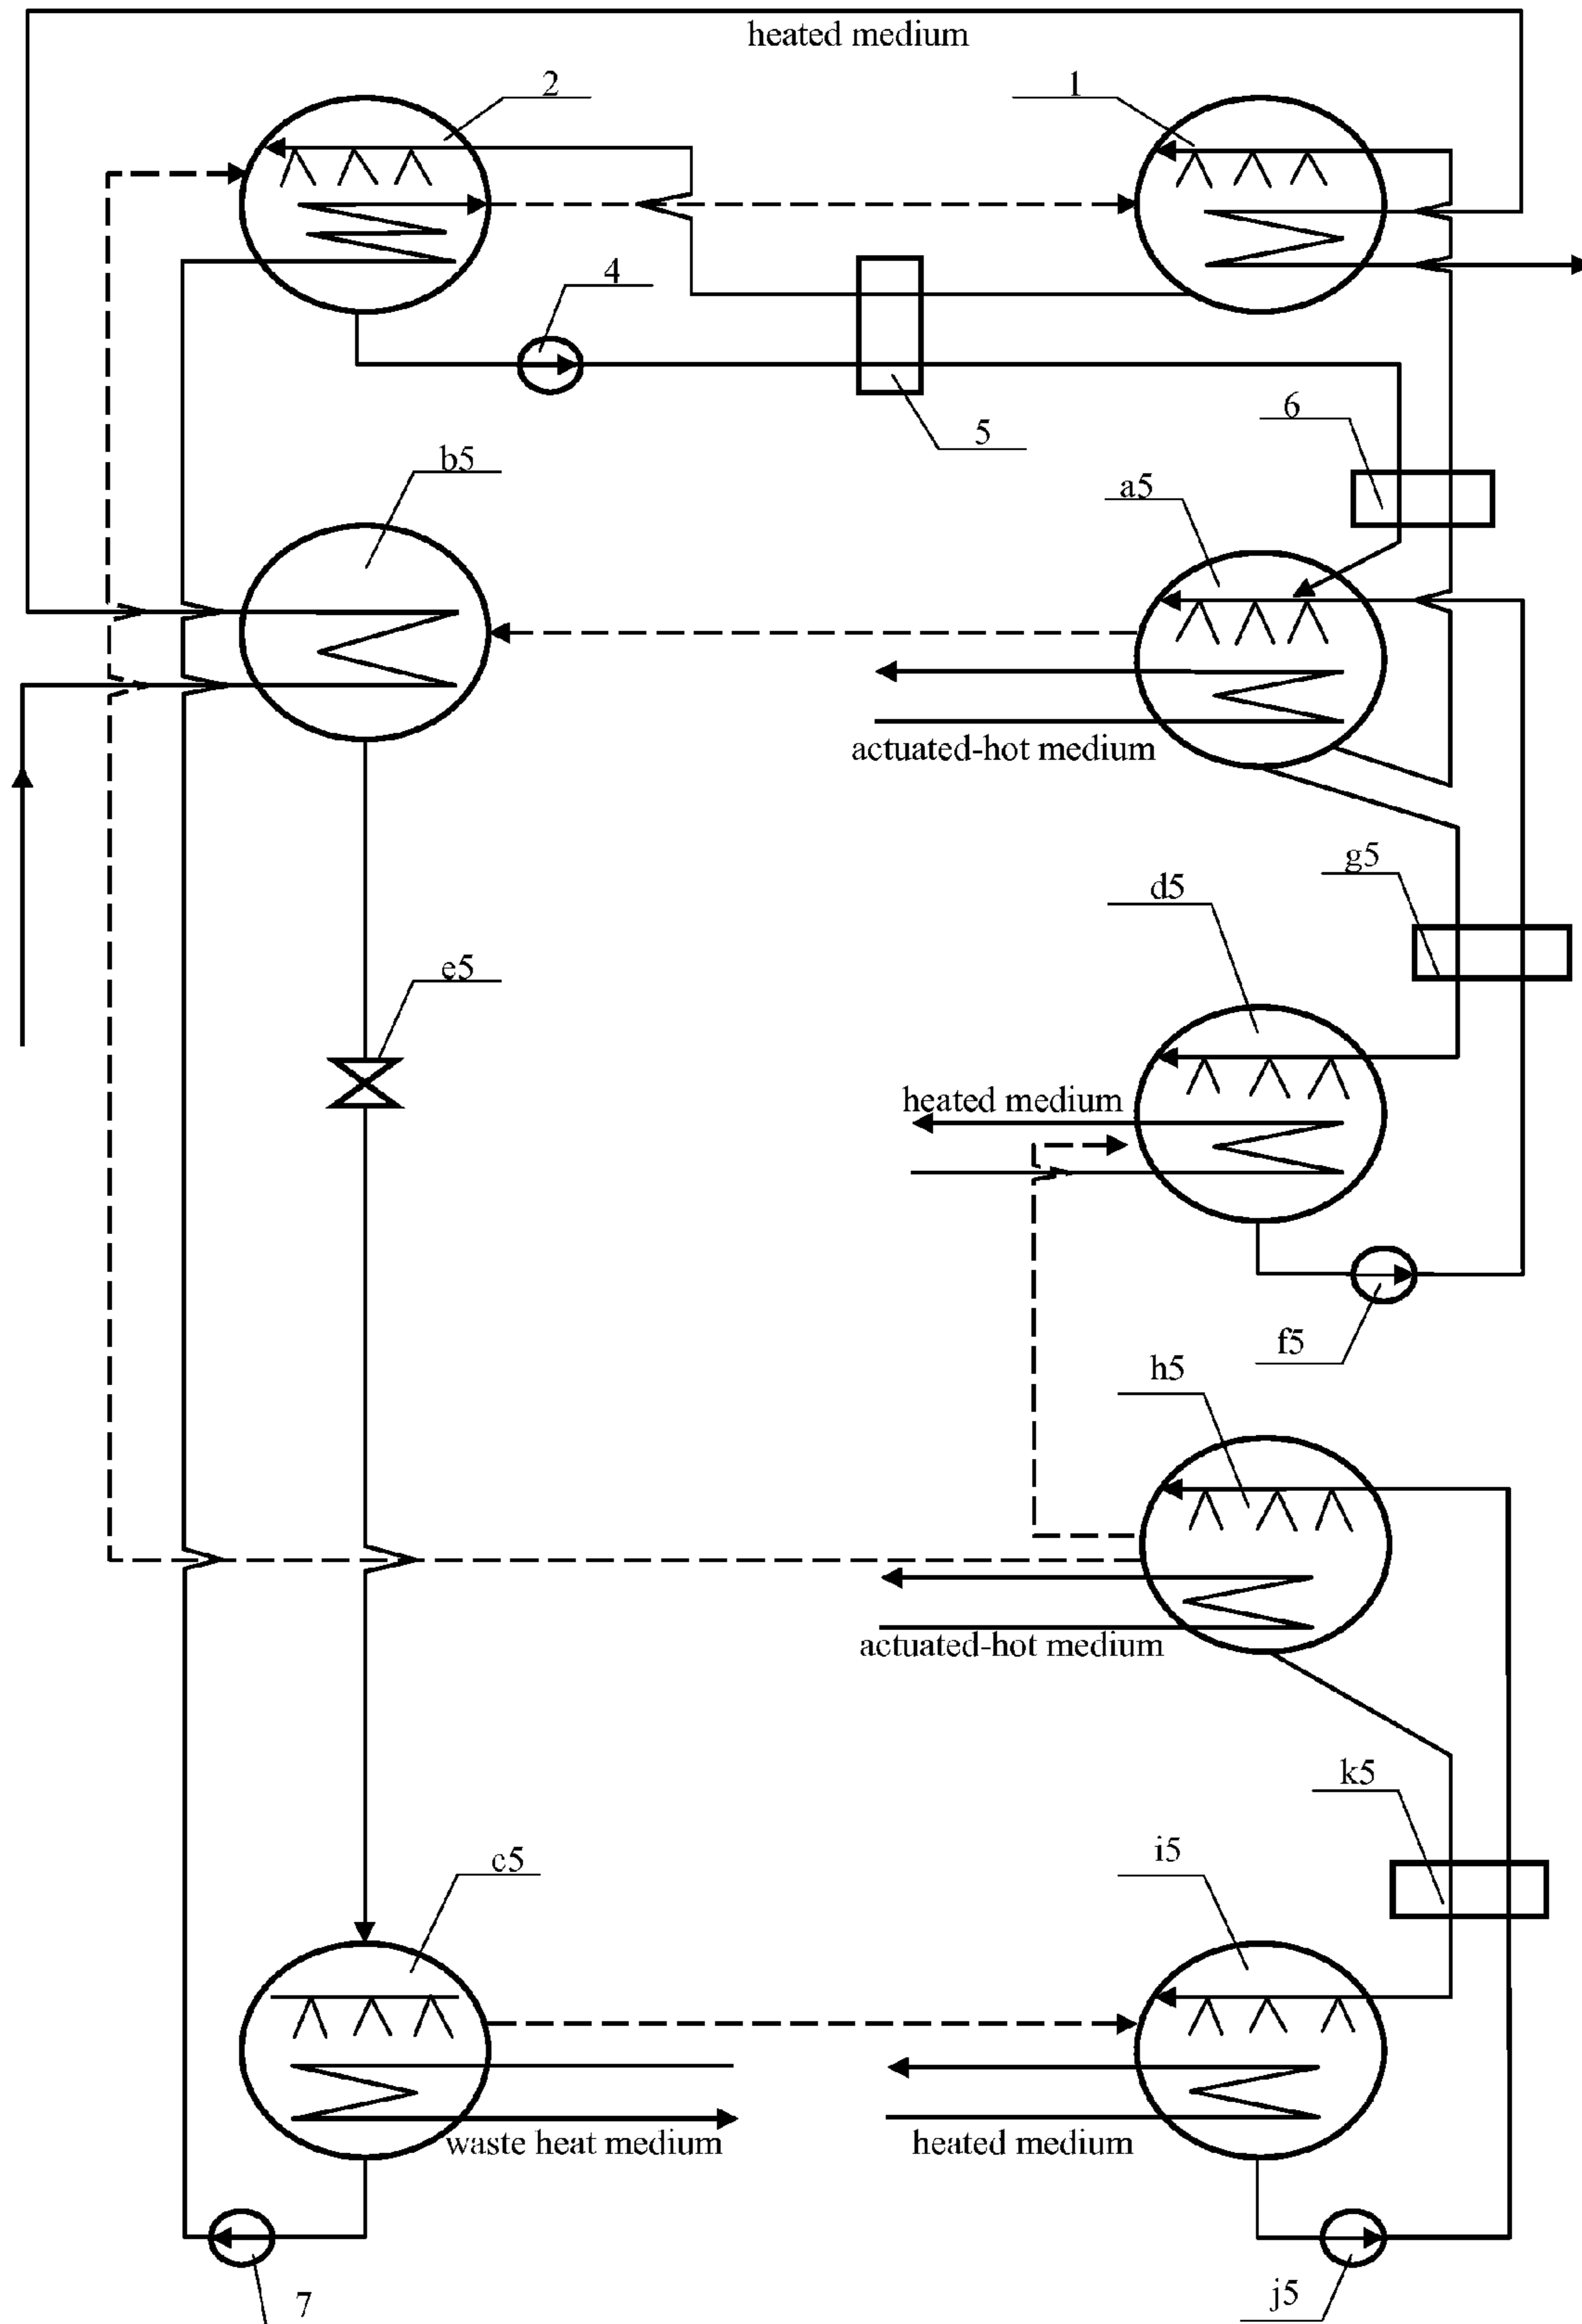 heated medium
2
1
4
5
6
b5
a5
actuated-hot medium
g5
d5
e5
heated medium
f5
h5
actuated-hot medium
k5
c5
i5
waste heat medium
heated medium
7
j5